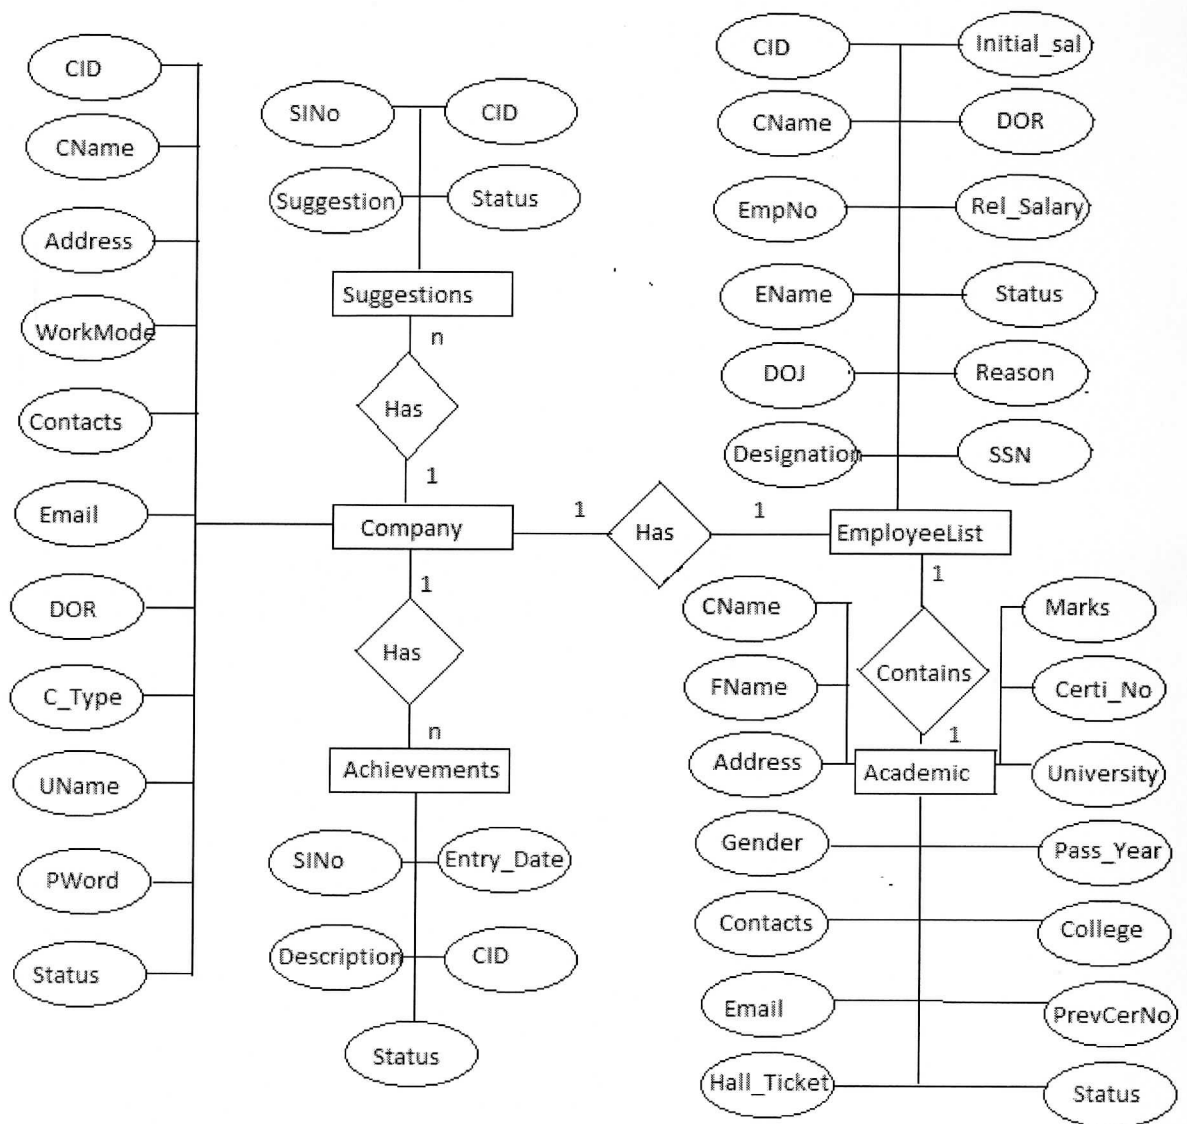 CID
CName
Address
WorkMode
Contacts
Email
DOR
C_Type
UName
PWord
Status
SINo
CID
Suggestion
Status
Suggestions
n
Has
1
Company
1
Has
1
EmployeeList
1
Has
n
Achievements
SINo
Entry_Date
Description
CID
Status
CID
Initial_sal
CName
DOR
EmpNo
Rel_Salary
EName
Status
DOJ
Reason
Designation
SSN
1
Contains
1
Academic
CName
Marks
FName
Certi_No
Address
University
Gender
Pass_Year
Contacts
College
Email
PrevCerNo
Hall_Ticket
Status